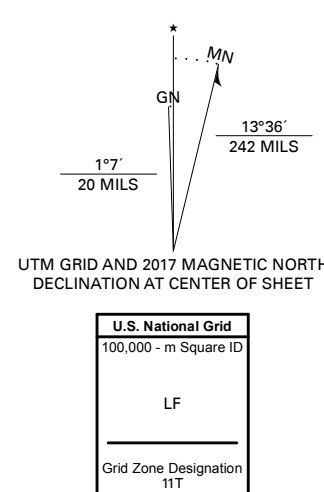 ★
MN
GN
13°36´
242 MILS
1°7´
20 MILS
UTM GRID AND 2017 MAGNETIC NORTH
DECLINATION AT CENTER OF SHEET
U.S. National Grid
100,000 - m Square ID
LF
Grid Zone Designation
11T